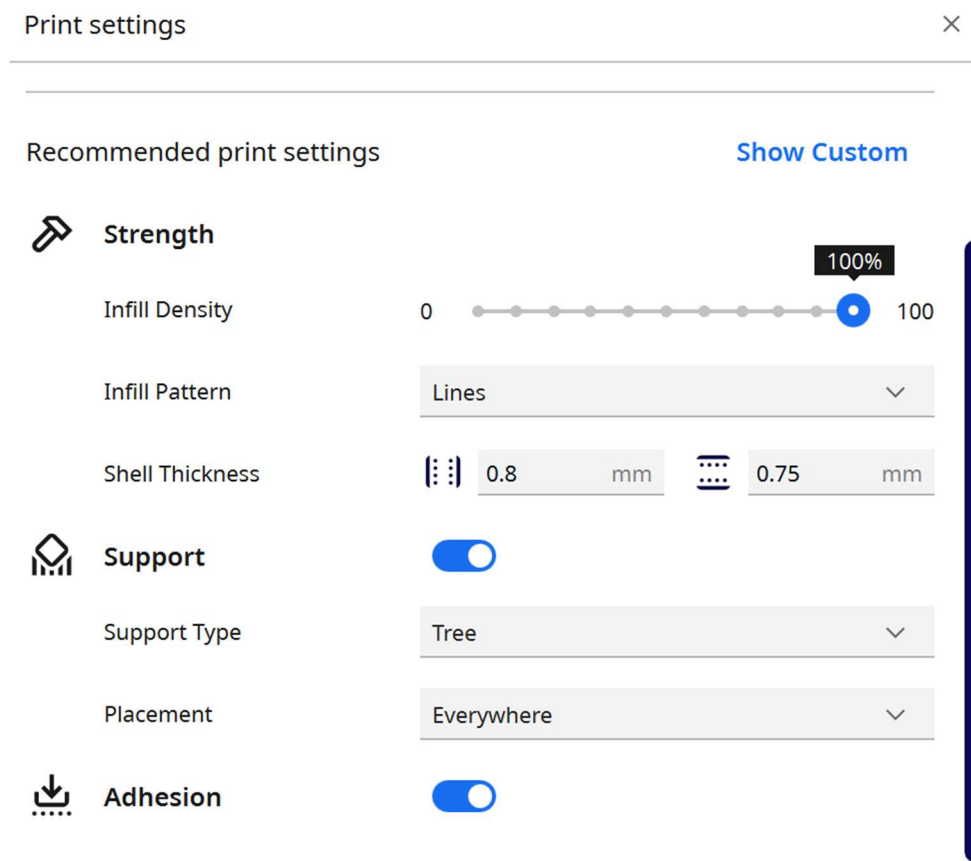 Print settings
Recommended print settings Show Custom
Strength
100%
Infill Density 0 100
Infill Pattern Lines
Shell Thickness 0.8 mm 0.75 mm
Support
Support Type Tree
Placement Everywhere
Adhesion